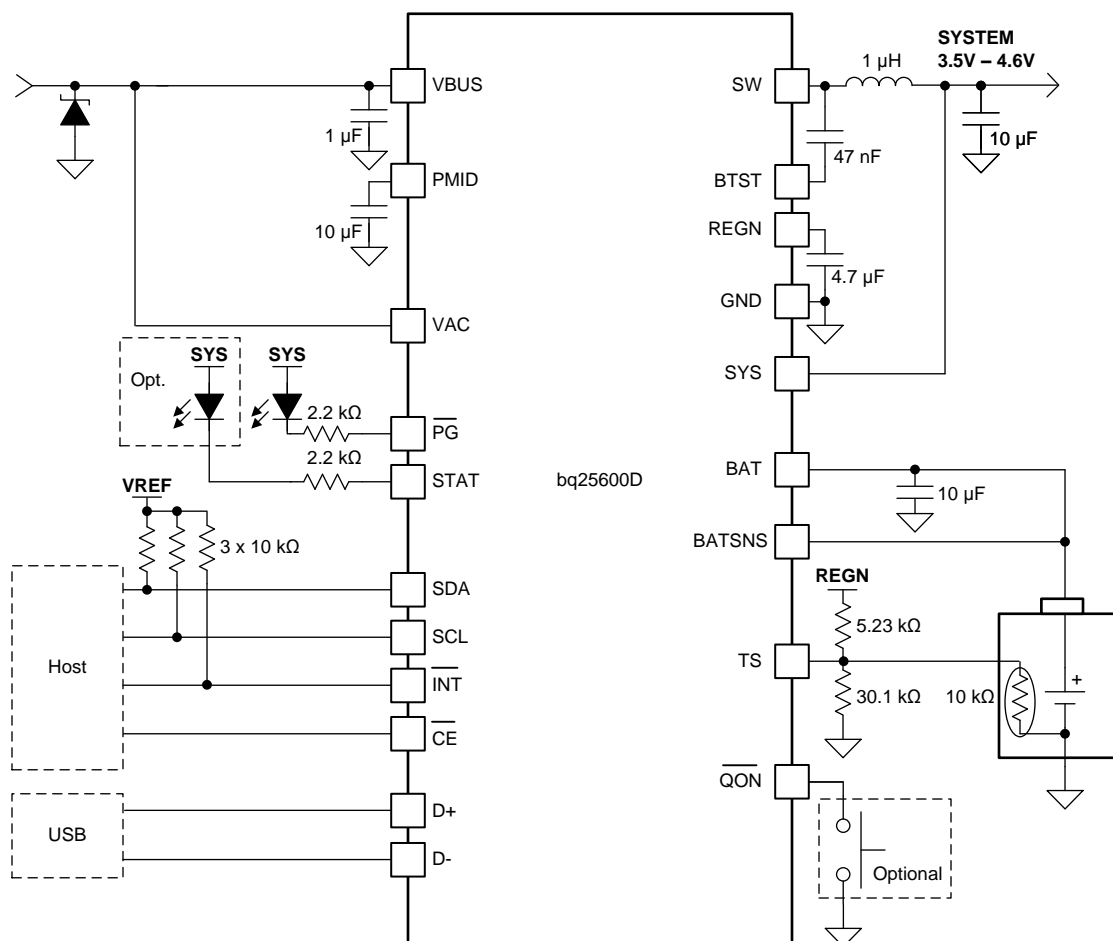 SYSTEM
3.5V – 4.6V
1 µH
VBUS
SW
1 µF
10 µF
47 nF
PMID
BTST
10 µF
REGN
4.7 µF
GND
VAC
SYS
SYS
SYS
Opt.
2.2 kΩ
PG
2.2 kΩ
STAT
bq25600D
BAT
10 µF
VREF
3 x 10 kΩ
BATSNS
REGN
SDA
5.23 kΩ
SCL
Host
TS
INT
30.1 kΩ
10 kΩ
+
CE
QON
D+
USB
D-
Optional